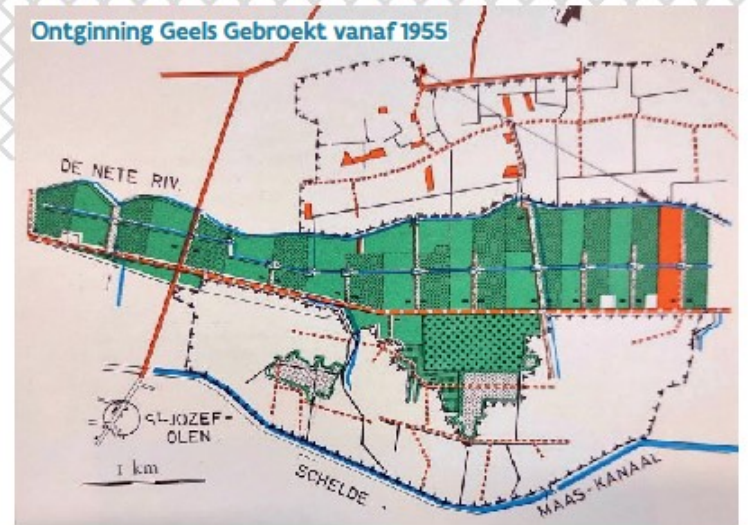 Ontginning Geels Gebroekt vanaf 1955
DE NETE RIV.
ST-JOZEF-
OLEN
1 km
SCHELDE
MAAS-KANAAL